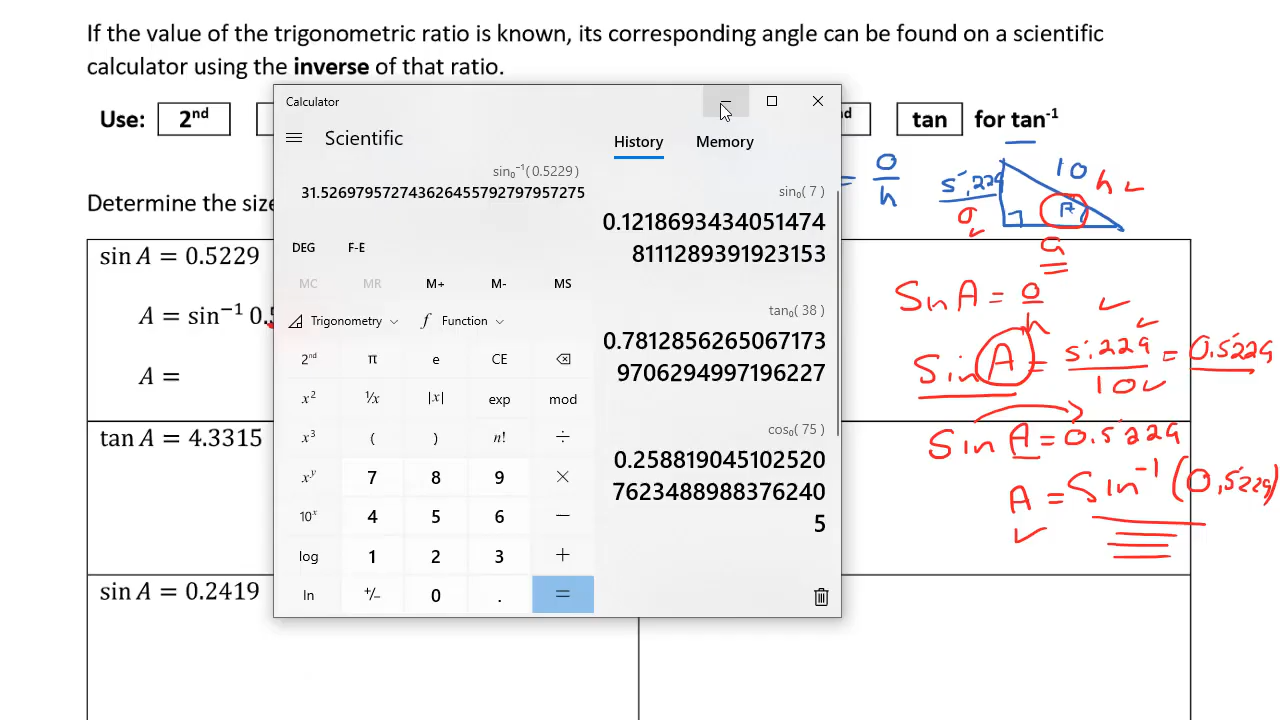 If the value of the trigonometric ratio is known, its corresponding angle can be found on a scientific
calculator using the inverse of that ratio.
Use: 2nd
nd tan for tan⁻¹
= o/h
5.229
10
h
o
A
a
Determine the size
sin A = 0.5229
A = sin⁻¹ 0.5
A =
tan A = 4.3315
sin A = 0.2419
Calculator
Scientific
sin₀⁻¹(0.5229)
31.526979572743626455792797957275
DEG F-E
MC MR M+ M- MS
Trigonometry f Function
2nd π e CE
x² ¹/x |x| exp mod
x³ ( ) n! ÷
xʸ 7 8 9 ×
10ˣ 4 5 6 −
log 1 2 3 +
ln +/− 0 . =
History Memory
sin₀( 7 )
0.1218693434051474
8111289391923153
tan₀( 38 )
0.7812856265067173
9706294997196227
cos₀( 75 )
0.258819045102520
7623488988376240
5
Sin A = o/h
Sin A = 5.229/10 = 0.5229
Sin A = 0.5229
A = Sin⁻¹ (0.5229)